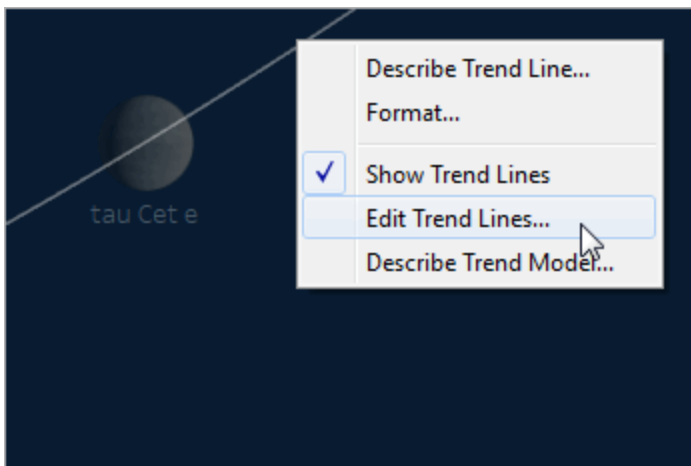 Describe Trend Line...
Format...
Show Trend Lines
Edit Trend Lines...
Describe Trend Model...
tau Cet e